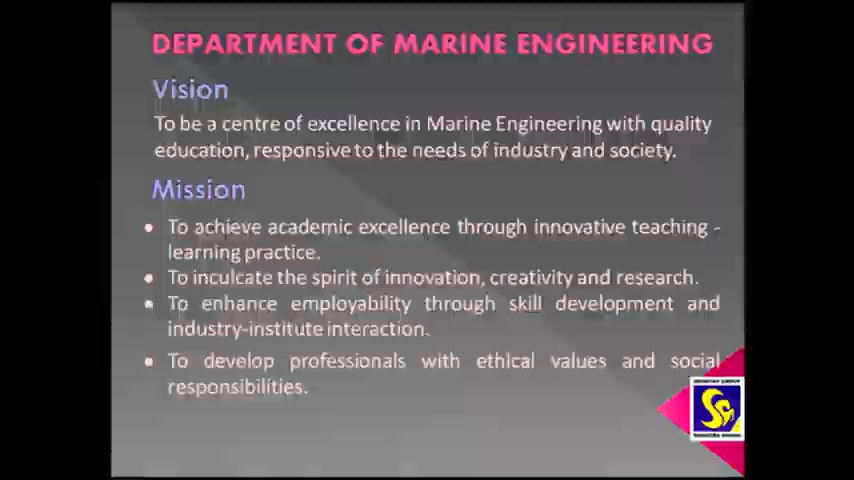 DEPARTMENT OF MARINE ENGINEERING
Vision
To be a centre of excellence in Marine Engineering with quality
education, responsive to the needs of industry and society.
Mission
• To achieve academic excellence through innovative teaching -
learning practice.
• To inculcate the spirit of innovation, creativity and research.
• To enhance employability through skill development and
industry-institute interaction.
• To develop professionals with ethical values and social
responsibilities.